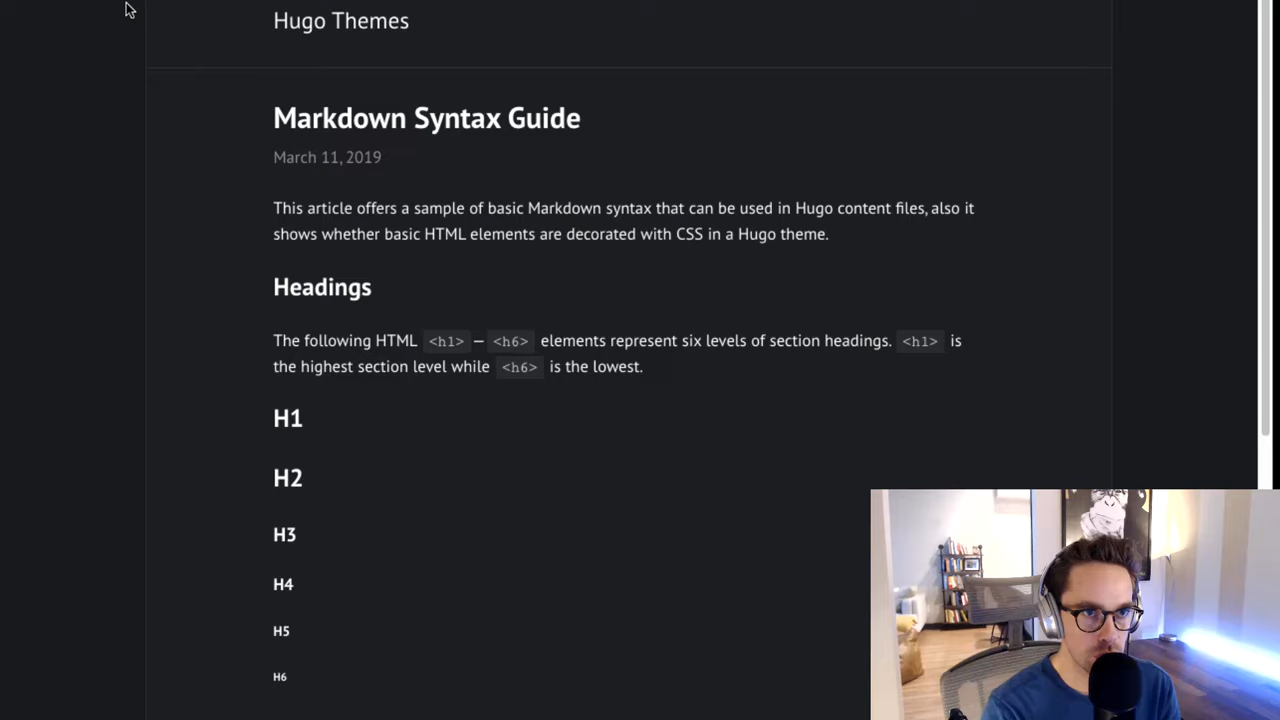 Hugo Themes
Markdown Syntax Guide
March 11, 2019
This article offers a sample of basic Markdown syntax that can be used in Hugo content files, also it
shows whether basic HTML elements are decorated with CSS in a Hugo theme.
Headings
The following HTML <h1> — <h6> elements represent six levels of section headings. <h1> is
the highest section level while <h6> is the lowest.
H1
H2
H3
H4
H5
H6